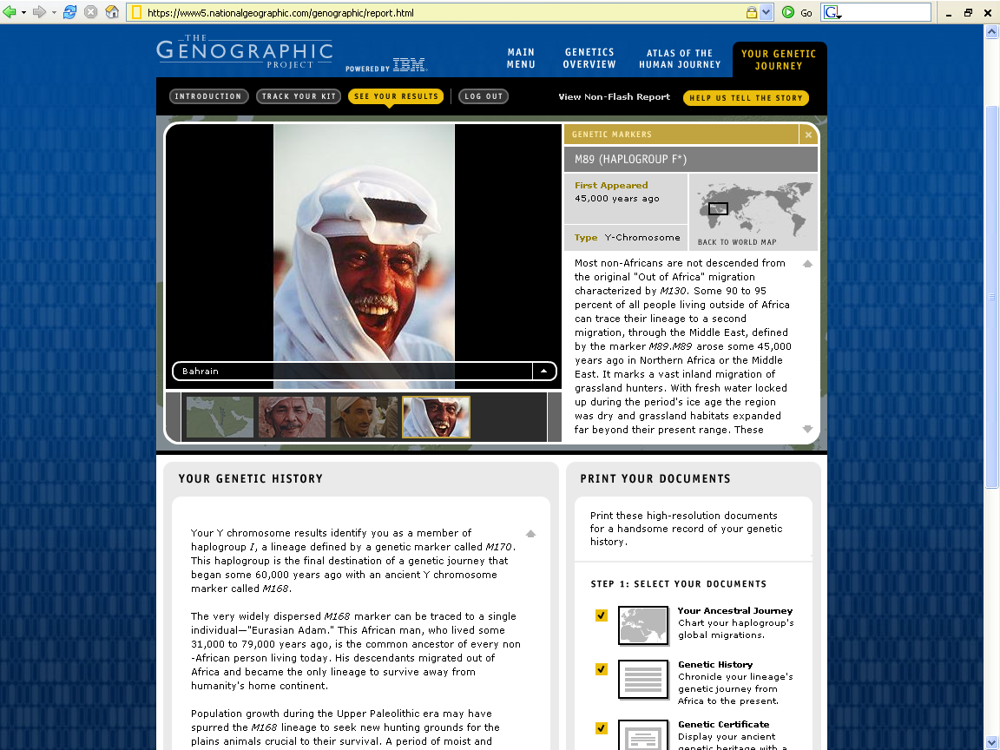 https://www5.nationalgeographic.com/genographic/report.html
Go
G
THE
GENOGRAPHIC
PROJECT
POWERED BY IBM
MAIN
MENU
GENETICS
OVERVIEW
ATLAS OF THE
HUMAN JOURNEY
YOUR GENETIC
JOURNEY
INTRODUCTION
TRACK YOUR KIT
SEE YOUR RESULTS
LOG OUT
View Non-Flash Report
HELP US TELL THE STORY
GENETIC MARKERS
M89 (HAPLOGROUP F*)
First Appeared
45,000 years ago
Type Y-Chromosome
BACK TO WORLD MAP
Most non-Africans are not descended from
the original "Out of Africa" migration
characterized by M130. Some 90 to 95
percent of all people living outside of Africa
can trace their lineage to a second
migration, through the Middle East, defined
by the marker M89.M89 arose some 45,000
years ago in Northern Africa or the Middle
East. It marks a vast inland migration of
grassland hunters. With fresh water locked
up during the period's ice age the region
was dry and grassland habitats expanded
far beyond their present range. These
Bahrain
YOUR GENETIC HISTORY
Your Y chromosome results identify you as a member of
haplogroup I, a lineage defined by a genetic marker called M170.
This haplogroup is the final destination of a genetic journey that
began some 60,000 years ago with an ancient Y chromosome
marker called M168.
The very widely dispersed M168 marker can be traced to a single
individual—"Eurasian Adam." This African man, who lived some
31,000 to 79,000 years ago, is the common ancestor of every non
-African person living today. His descendants migrated out of
Africa and became the only lineage to survive away from
humanity's home continent.
Population growth during the Upper Paleolithic era may have
spurred the M168 lineage to seek new hunting grounds for the
plains animals crucial to their survival. A period of moist and
PRINT YOUR DOCUMENTS
Print these high-resolution documents
for a handsome record of your genetic
history.
STEP 1: SELECT YOUR DOCUMENTS
Your Ancestral Journey
Chart your haplogroup's
global migrations.
Genetic History
Chronicle your lineage's
genetic journey from
Africa to the present.
Genetic Certificate
Display your ancient
genetic heritage with a